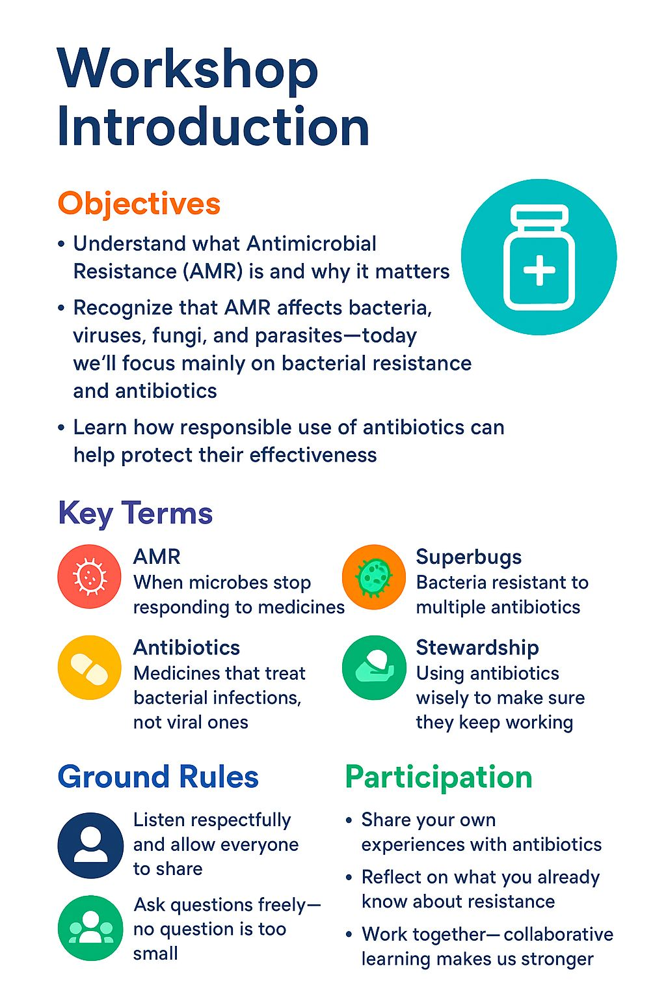 Workshop
Introduction
Objectives
• Understand what Antimicrobial
Resistance (AMR) is and why it matters
• Recognize that AMR affects bacteria,
viruses, fungi, and parasites—today
we‘ll focus mainly on bacterial resistance
and antibiotics
• Learn how responsible use of antibiotics can
help protect their effectiveness
Key Terms
AMR
When microbes stop
responding to medicines
Superbugs
Bacteria resistant to
multiple antibiotics
Antibiotics
Medicines that treat
bacterial infections,
not viral ones
Stewardship
Using antibiotics
wisely to make sure
they keep working
Ground Rules
Listen respectfully
and allow everyone
to share
Ask questions freely—
no question is too
small
Participation
• Share your own
experiences with antibiotics
• Reflect on what you already
know about resistance
• Work together— collaborative
learning makes us stronger